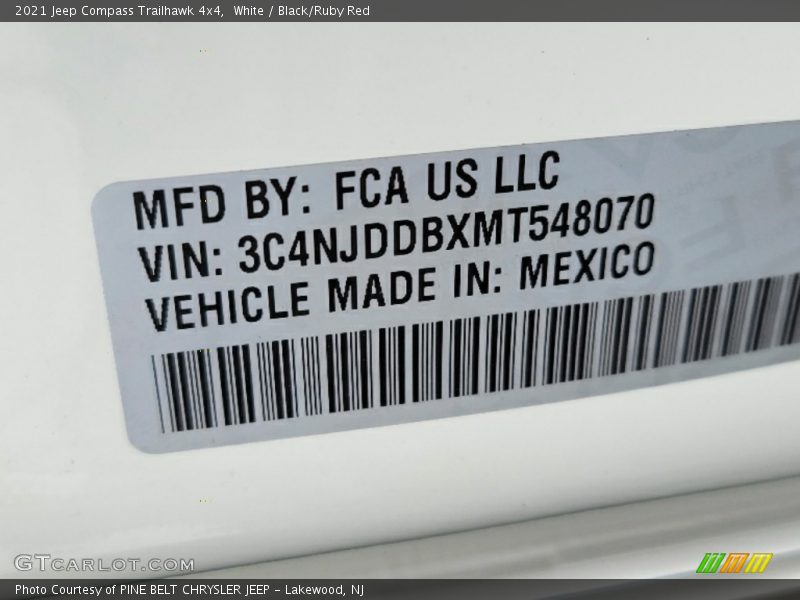 2021 Jeep Compass Trailhawk 4x4, White / Black/Ruby Red
MFD BY: FCA US LLC
VIN: 3C4NJDDBXMT548070
VEHICLE MADE IN: MEXICO
GTCARLOT.COM
Photo Courtesy of PINE BELT CHRYSLER JEEP - Lakewood, NJ